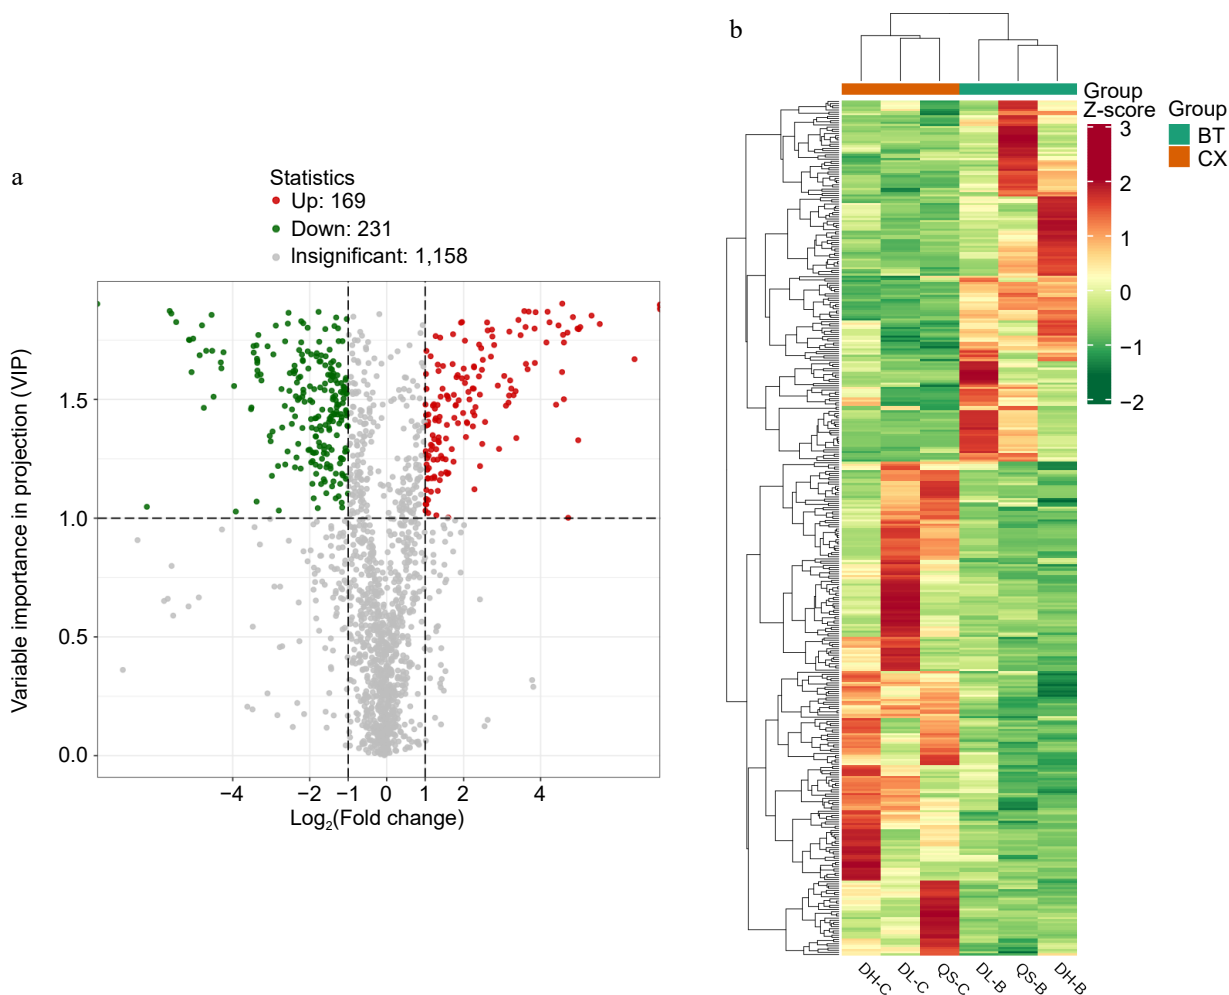 a
Statistics
Up: 169
Down: 231
Insignificant: 1,158
Variable importance in projection (VIP)
1.5
1.0
0.5
0.0
−4 −2 −1 0 1 2 4
Log2(Fold change)
b
Group
Z-score
3
2
1
0
−1
−2
Group
BT
CX
DH-C DL-C QS-C DL-B QS-B DH-B